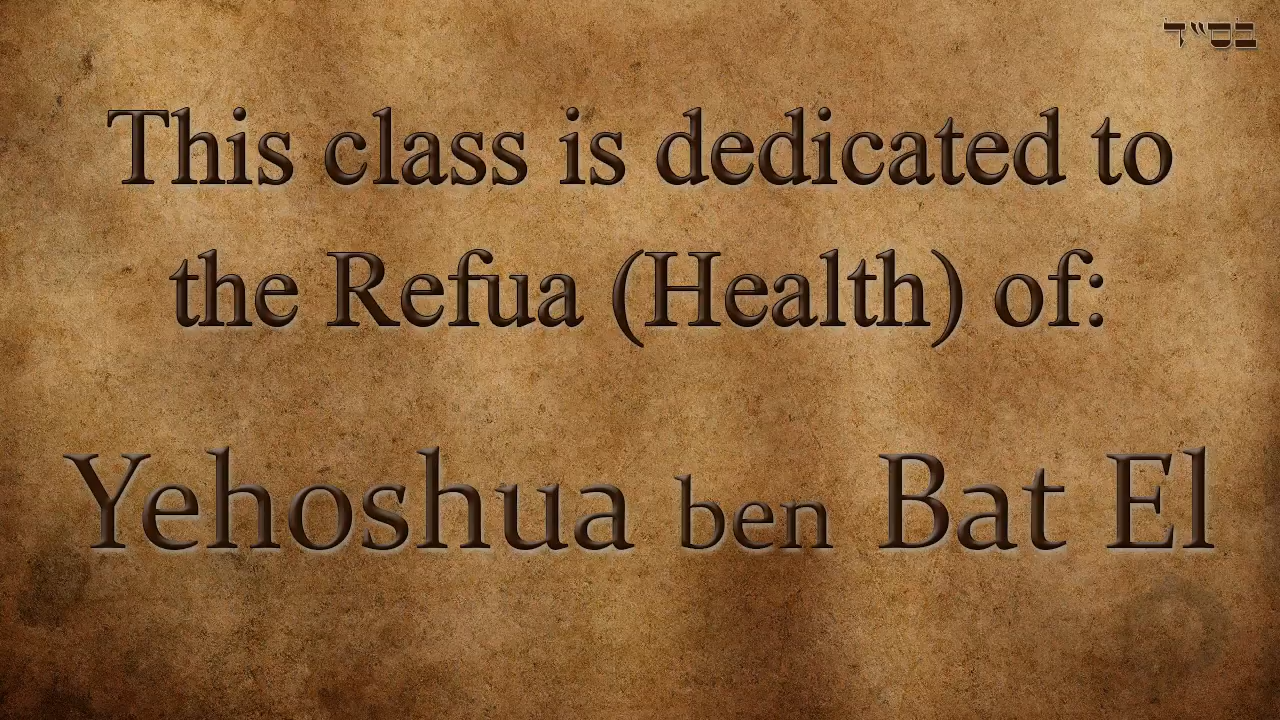 בס״ד
This class is dedicated to
the Refua (Health) of:
Yehoshua ben Bat El